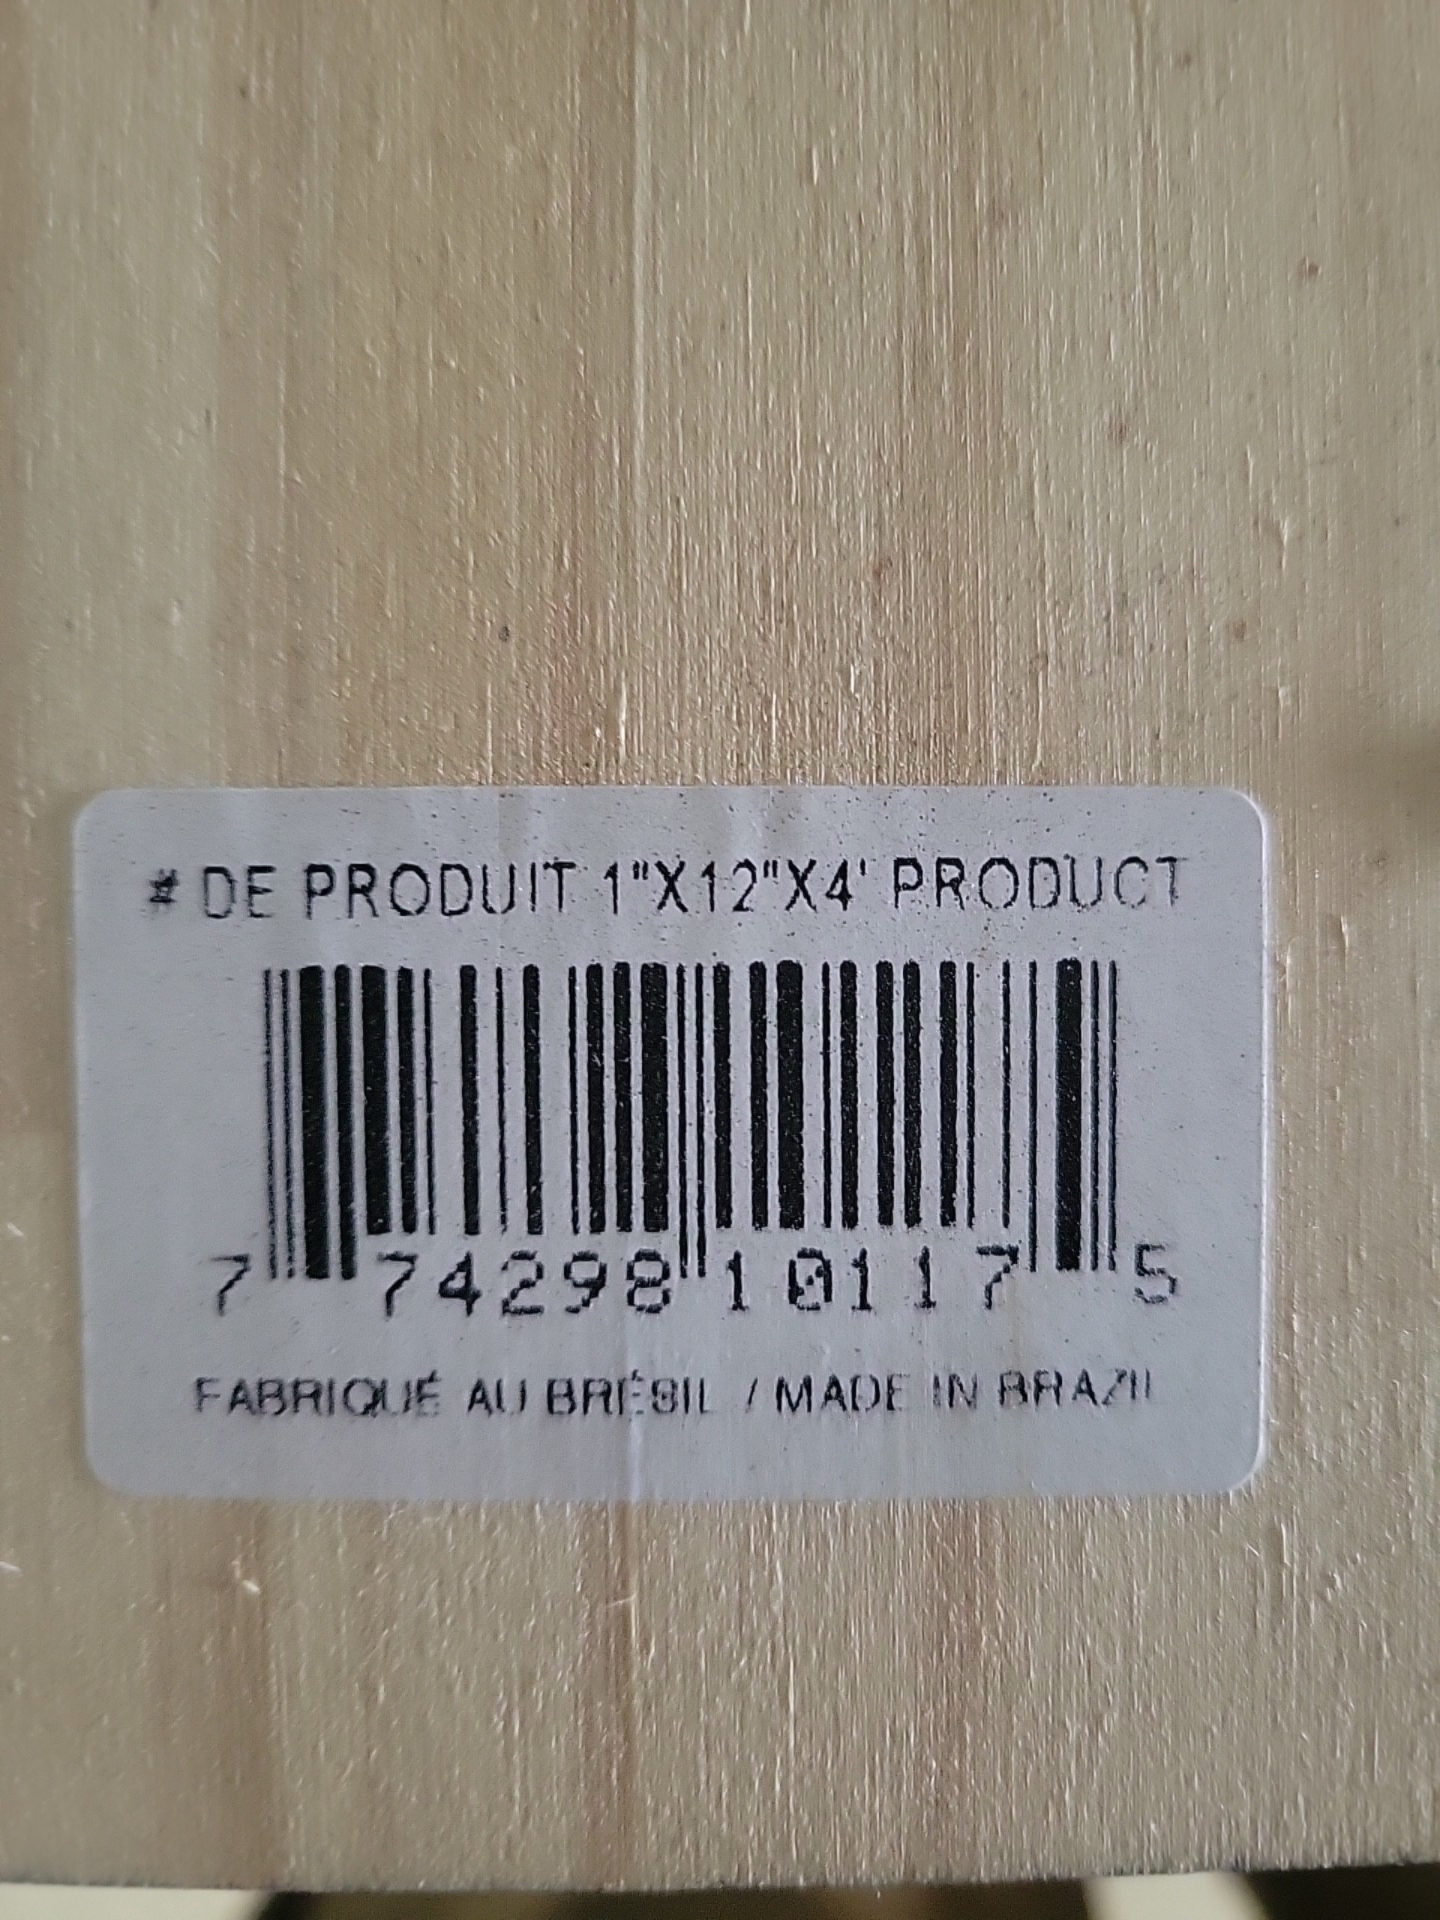 # DE PRODUIT 1"X12"X4' PRODUCT
7 74298 10117 5
FABRIQUÉ AU BRÉSIL / MADE IN BRAZIL